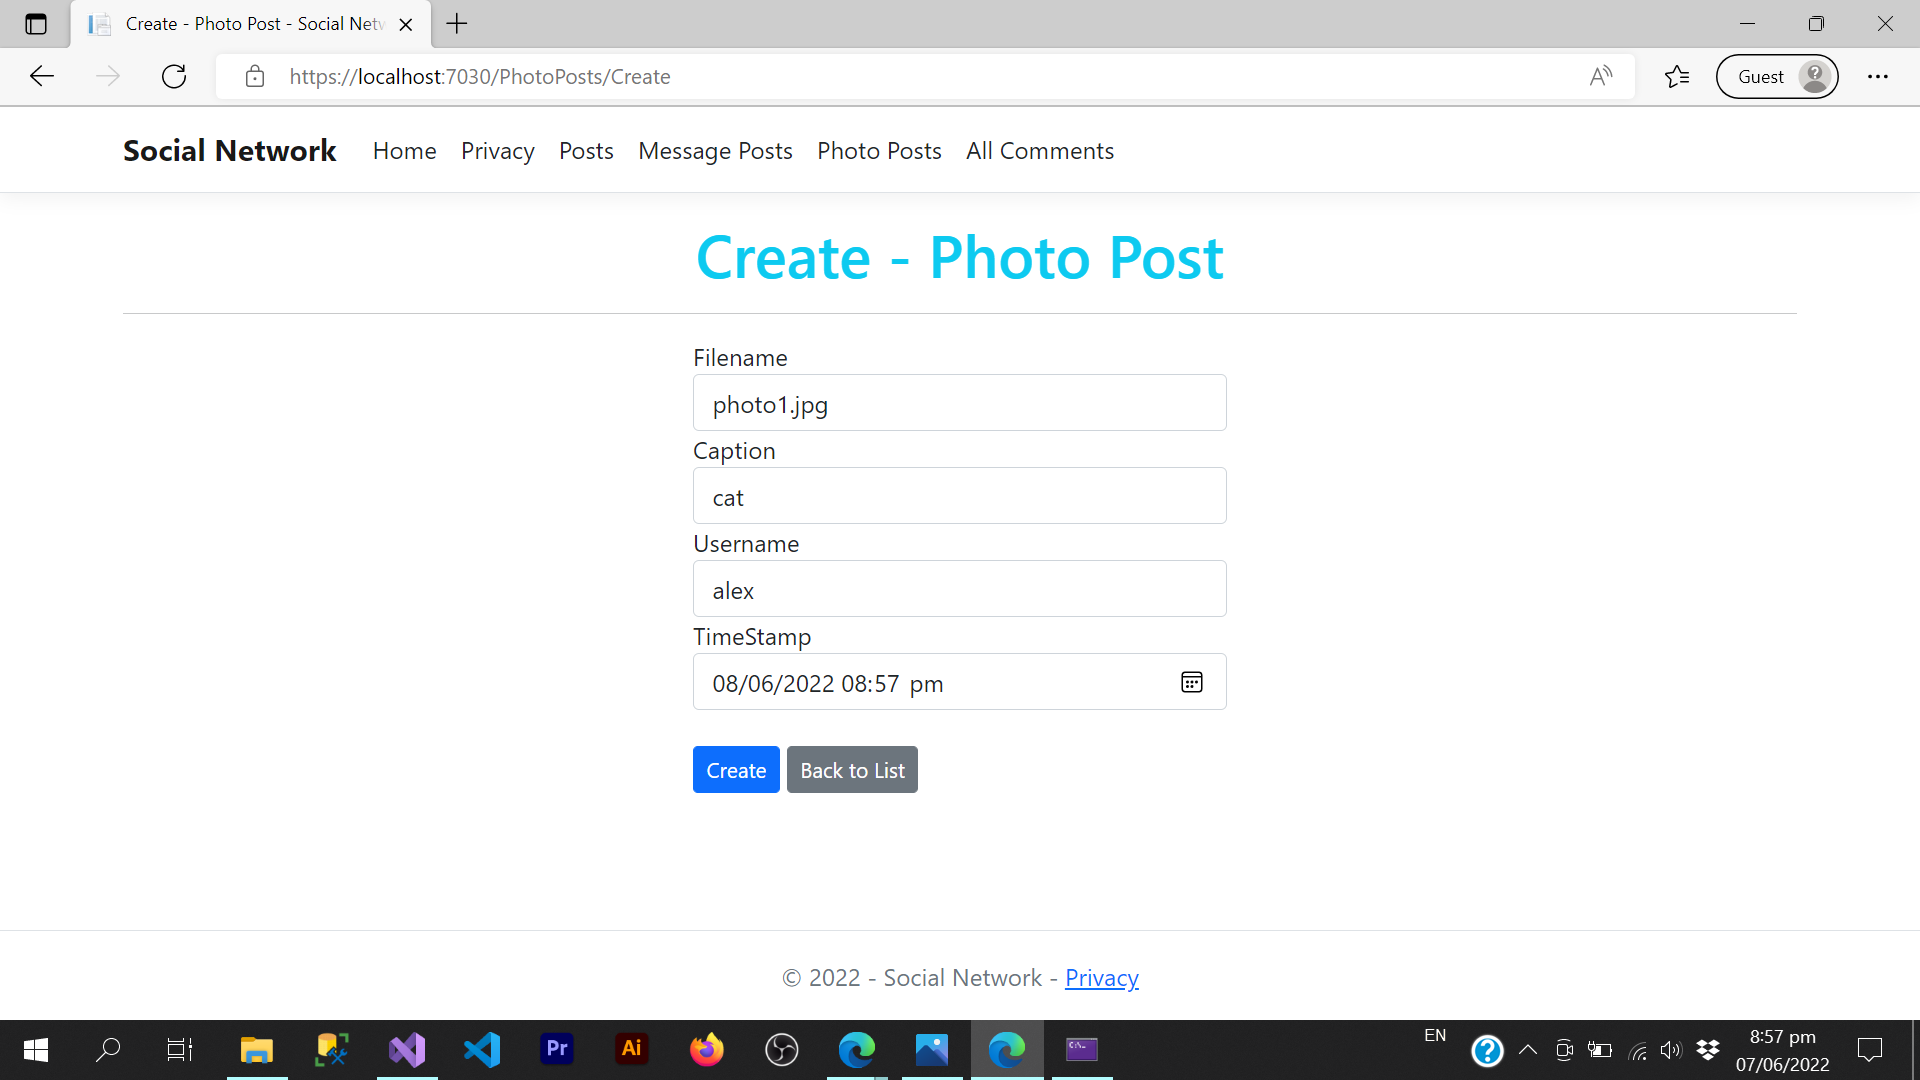 Create - Photo Post - Social Netw
https://localhost:7030/PhotoPosts/Create
Guest
Social Network Home Privacy Posts Message Posts Photo Posts All Comments
Create - Photo Post
Filename
photo1.jpg
Caption
cat
Username
alex
TimeStamp
08/06/2022 08:57 pm
Create Back to List
© 2022 - Social Network - Privacy
Pr
Ai
EN
8:57 pm
07/06/2022